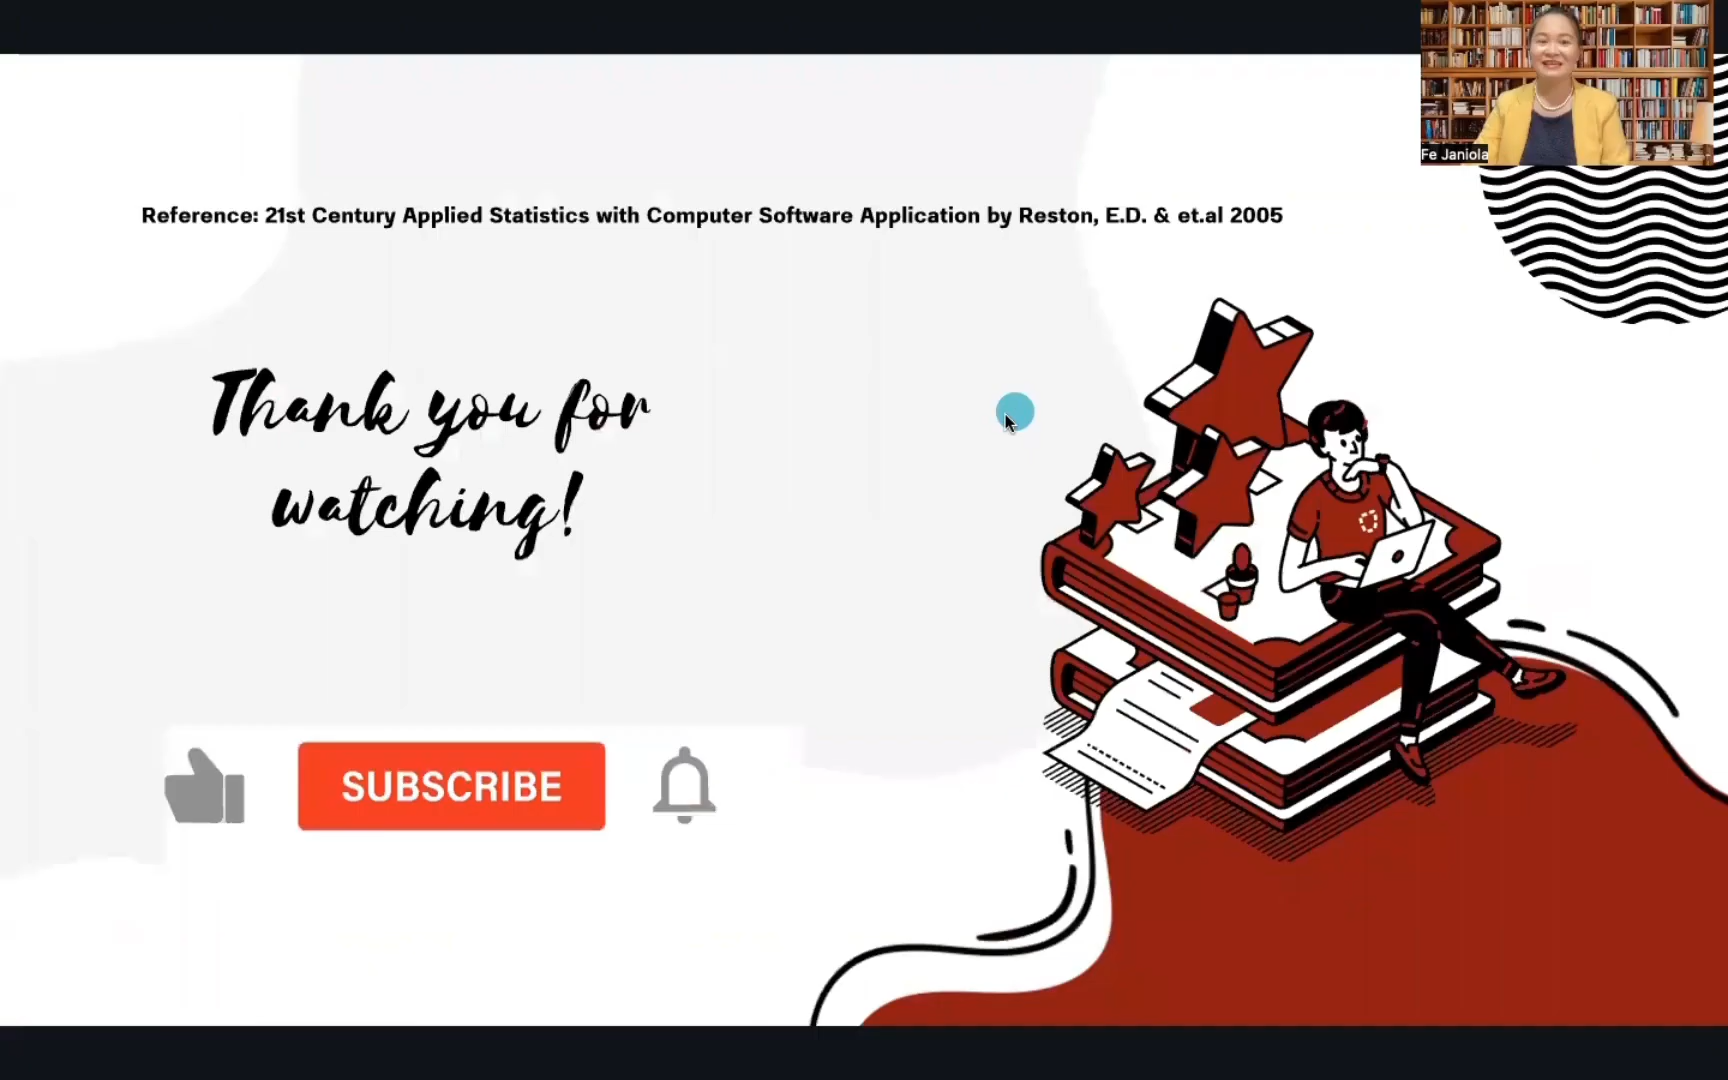 Fe Janiola
Reference: 21st Century Applied Statistics with Computer Software Application by Reston, E.D. & et.al 2005
Thank you for
watching!
SUBSCRIBE